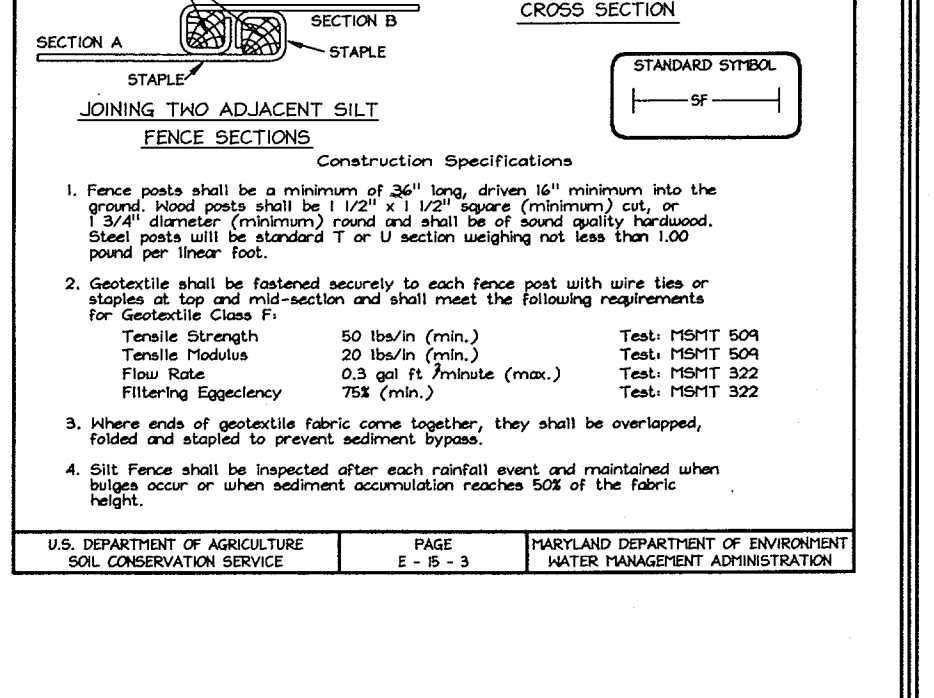 SECTION B
CROSS SECTION
SECTION A
STAPLE
STAPLE
STANDARD SYMBOL
SF
JOINING TWO ADJACENT SILT
FENCE SECTIONS
Construction Specifications
1. Fence posts shall be a minimum of 36" long, driven 16" minimum into the
ground. Wood posts shall be 1 1/2" x 1 1/2" square (minimum) cut, or
1 3/4" diameter (minimum) round and shall be of sound quality hardwood.
Steel posts will be standard T or U section weighing not less than 1.00
pound per linear foot.
2. Geotextile shall be fastened securely to each fence post with wire ties or
staples at top and mid-section and shall meet the following requirements
for Geotextile Class F:
Tensile Strength 50 lbs/in (min.) Test: MSMT 509
Tensile Modulus 20 lbs/in (min.) Test: MSMT 509
Flow Rate 0.3 gal ft ²/minute (max.) Test: MSMT 322
Filtering Eggeciency 75% (min.) Test: MSMT 322
3. Where ends of geotextile fabric come together, they shall be overlapped,
folded and stapled to prevent sediment bypass.
4. Silt Fence shall be inspected after each rainfall event and maintained when
bulges occur or when sediment accumulation reaches 50% of the fabric
height.
U.S. DEPARTMENT OF AGRICULTURE
SOIL CONSERVATION SERVICE
PAGE
E - 15 - 3
MARYLAND DEPARTMENT OF ENVIRONMENT
WATER MANAGEMENT ADMINISTRATION